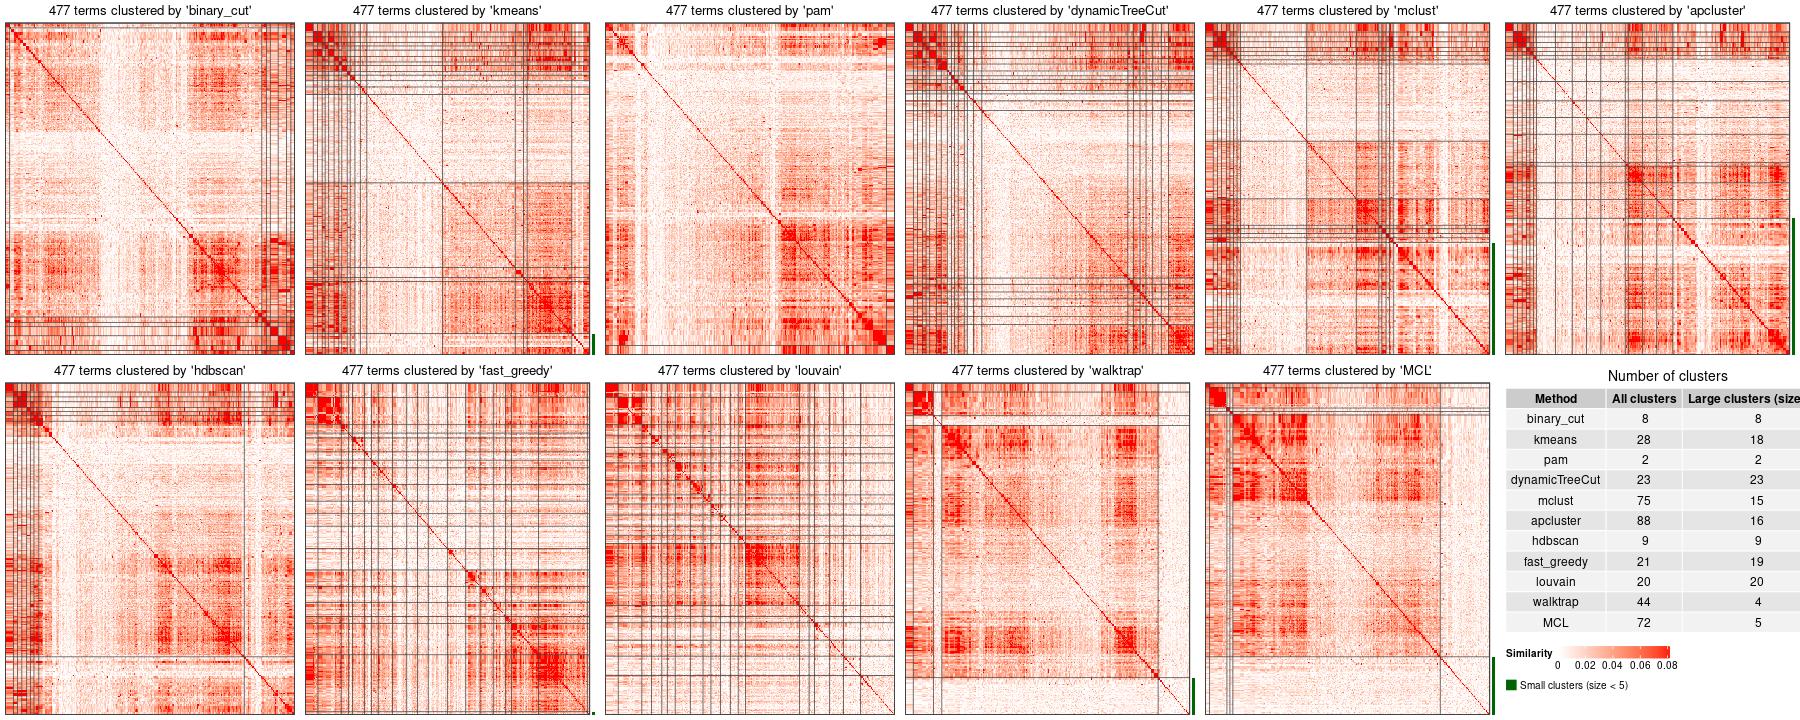 477 terms clustered by 'binary_cut'
477 terms clustered by 'kmeans'
477 terms clustered by 'pam'
477 terms clustered by 'dynamicTreeCut'
477 terms clustered by 'mclust'
477 terms clustered by 'apcluster'
477 terms clustered by 'hdbscan'
477 terms clustered by 'fast_greedy'
477 terms clustered by 'louvain'
477 terms clustered by 'walktrap'
477 terms clustered by 'MCL'
Number of clusters
Method All clusters Large clusters (size
binary_cut 8 8
kmeans 28 18
pam 2 2
dynamicTreeCut 23 23
mclust 75 15
apcluster 88 16
hdbscan 9 9
fast_greedy 21 19
louvain 20 20
walktrap 44 4
MCL 72 5
Similarity
0 0.02 0.04 0.06 0.08
Small clusters (size < 5)